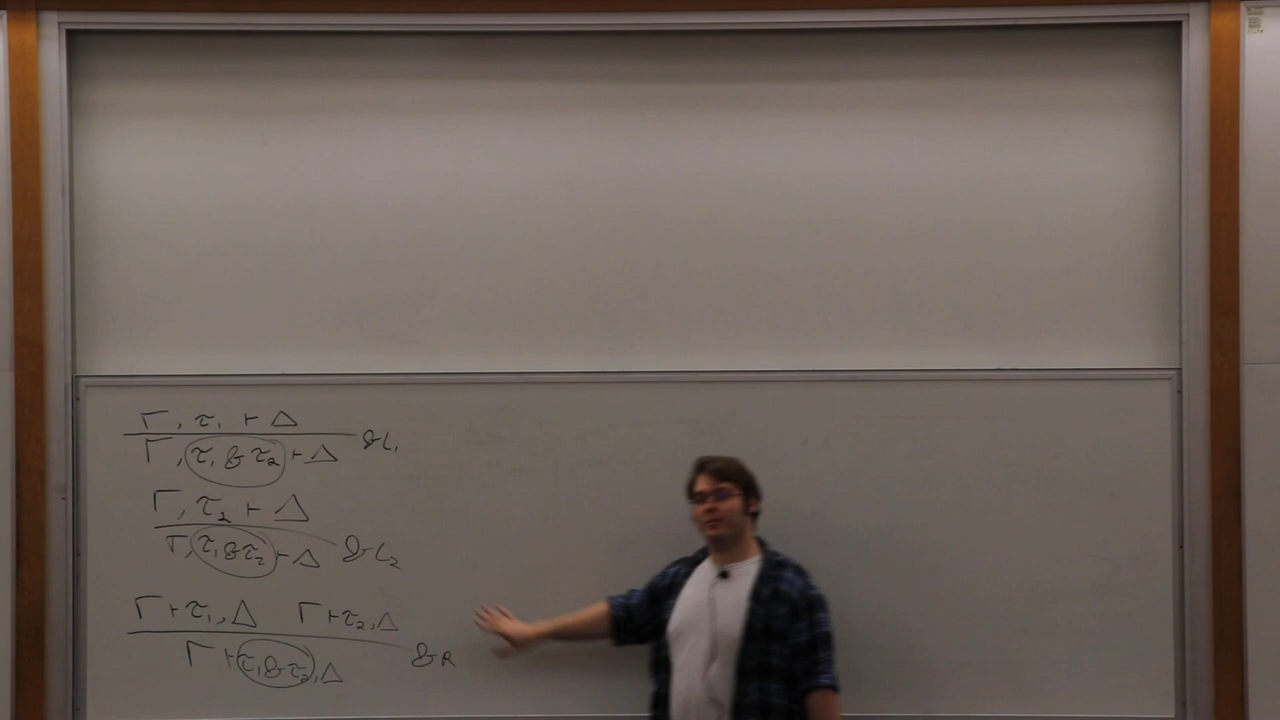 Γ, τ₁ ⊢ Δ
Γ, τ₁ & τ₂ ⊢ Δ &L₁
Γ, τ₂ ⊢ Δ
Γ, τ₁ & τ₂ ⊢ Δ &L₂
Γ ⊢ τ₁, Δ Γ ⊢ τ₂, Δ
Γ ⊢ τ₁ & τ₂, Δ &R